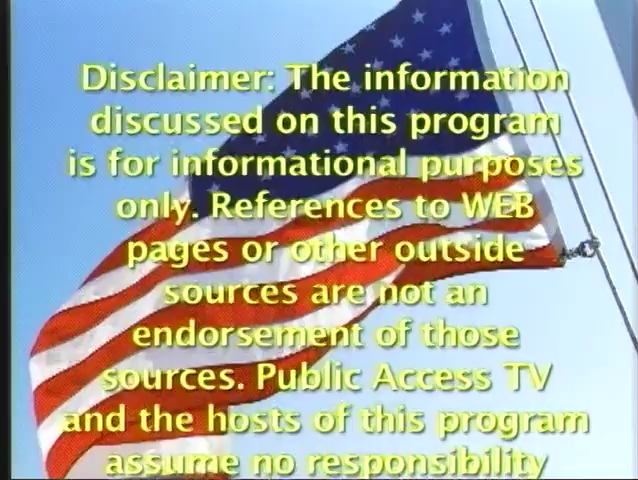 Disclaimer: The information
discussed on this program
is for informational purposes
only. References to WEB
pages or other outside
sources are not an
endorsement of those
sources. Public Access TV
and the hosts of this program
assume no responsibility